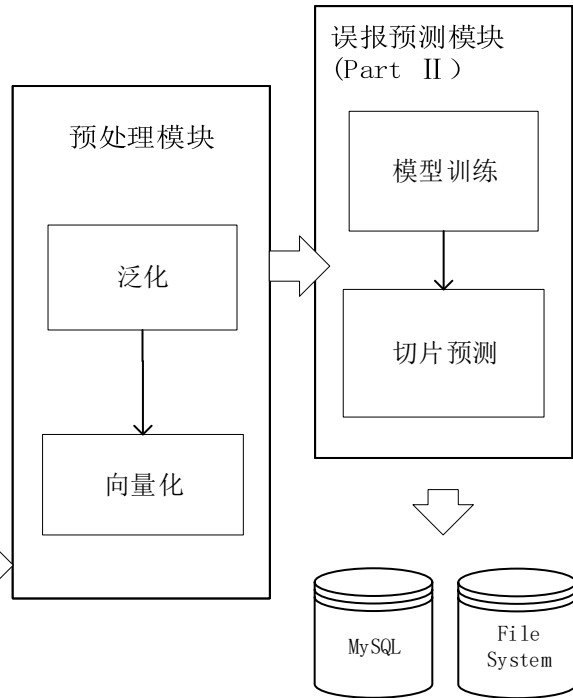 预处理模块
泛化
向量化
误报预测模块
(Part Ⅱ）
模型训练
切片预测
MySQL
File
System